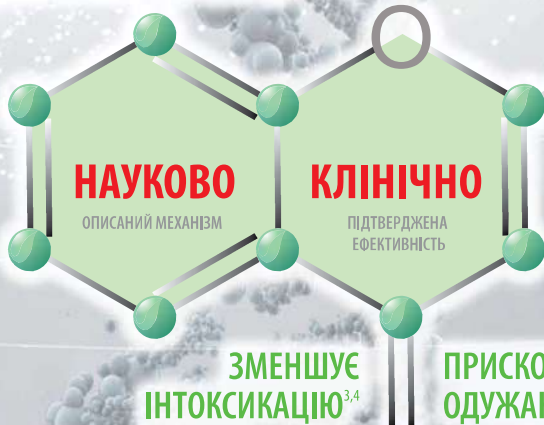 O
НАУКОВО
ОПИСАНИЙ МЕХАНІЗМ
КЛІНІЧНО
ПІДТВЕРДЖЕНА
ЕФЕКТИВНІСТЬ
ЗМЕНШУЄ
ІНТОКСИКАЦІЮ3,4